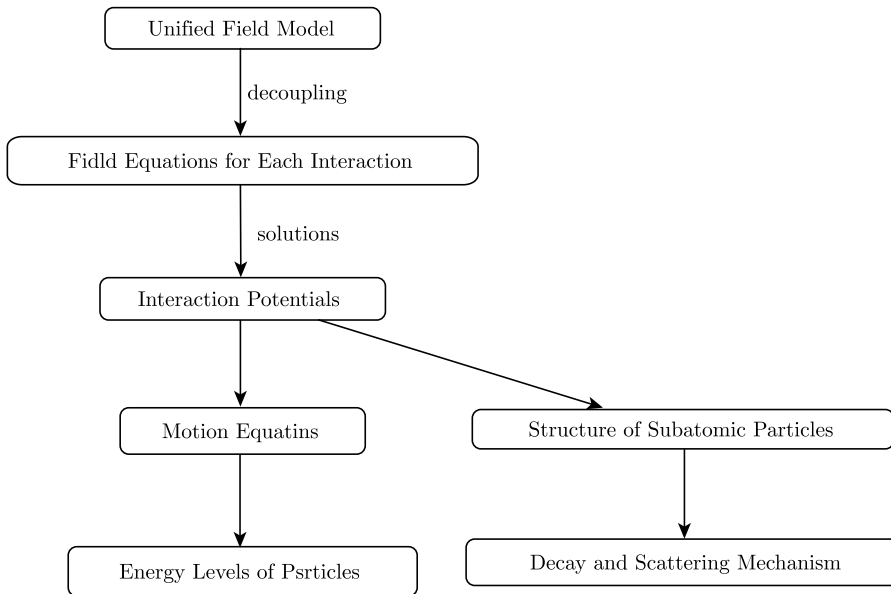 Unified Field Model
decoupling
Fidld Equations for Each Interaction
solutions
Interaction Potentials
Motion Equatins
Structure of Subatomic Particles
Energy Levels of Psrticles
Decay and Scattering Mechanism